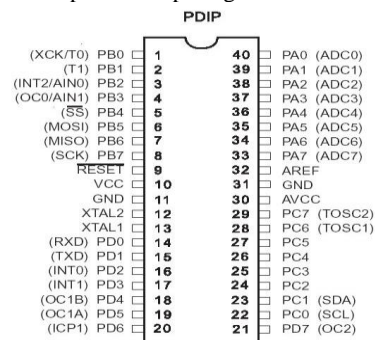 PDIP
(XCK/T0) PB0 1 40 PA0 (ADC0)
(T1) PB1 2 39 PA1 (ADC1)
(INT2/AIN0) PB2 3 38 PA2 (ADC2)
(OC0/AIN1) PB3 4 37 PA3 (ADC3)
(SS) PB4 5 36 PA4 (ADC4)
(MOSI) PB5 6 35 PA5 (ADC5)
(MISO) PB6 7 34 PA6 (ADC6)
(SCK) PB7 8 33 PA7 (ADC7)
RESET 9 32 AREF
VCC 10 31 GND
GND 11 30 AVCC
XTAL2 12 29 PC7 (TOSC2)
XTAL1 13 28 PC6 (TOSC1)
(RXD) PD0 14 27 PC5
(TXD) PD1 15 26 PC4
(INT0) PD2 16 25 PC3
(INT1) PD3 17 24 PC2
(OC1B) PD4 18 23 PC1 (SDA)
(OC1A) PD5 19 22 PC0 (SCL)
(ICP1) PD6 20 21 PD7 (OC2)